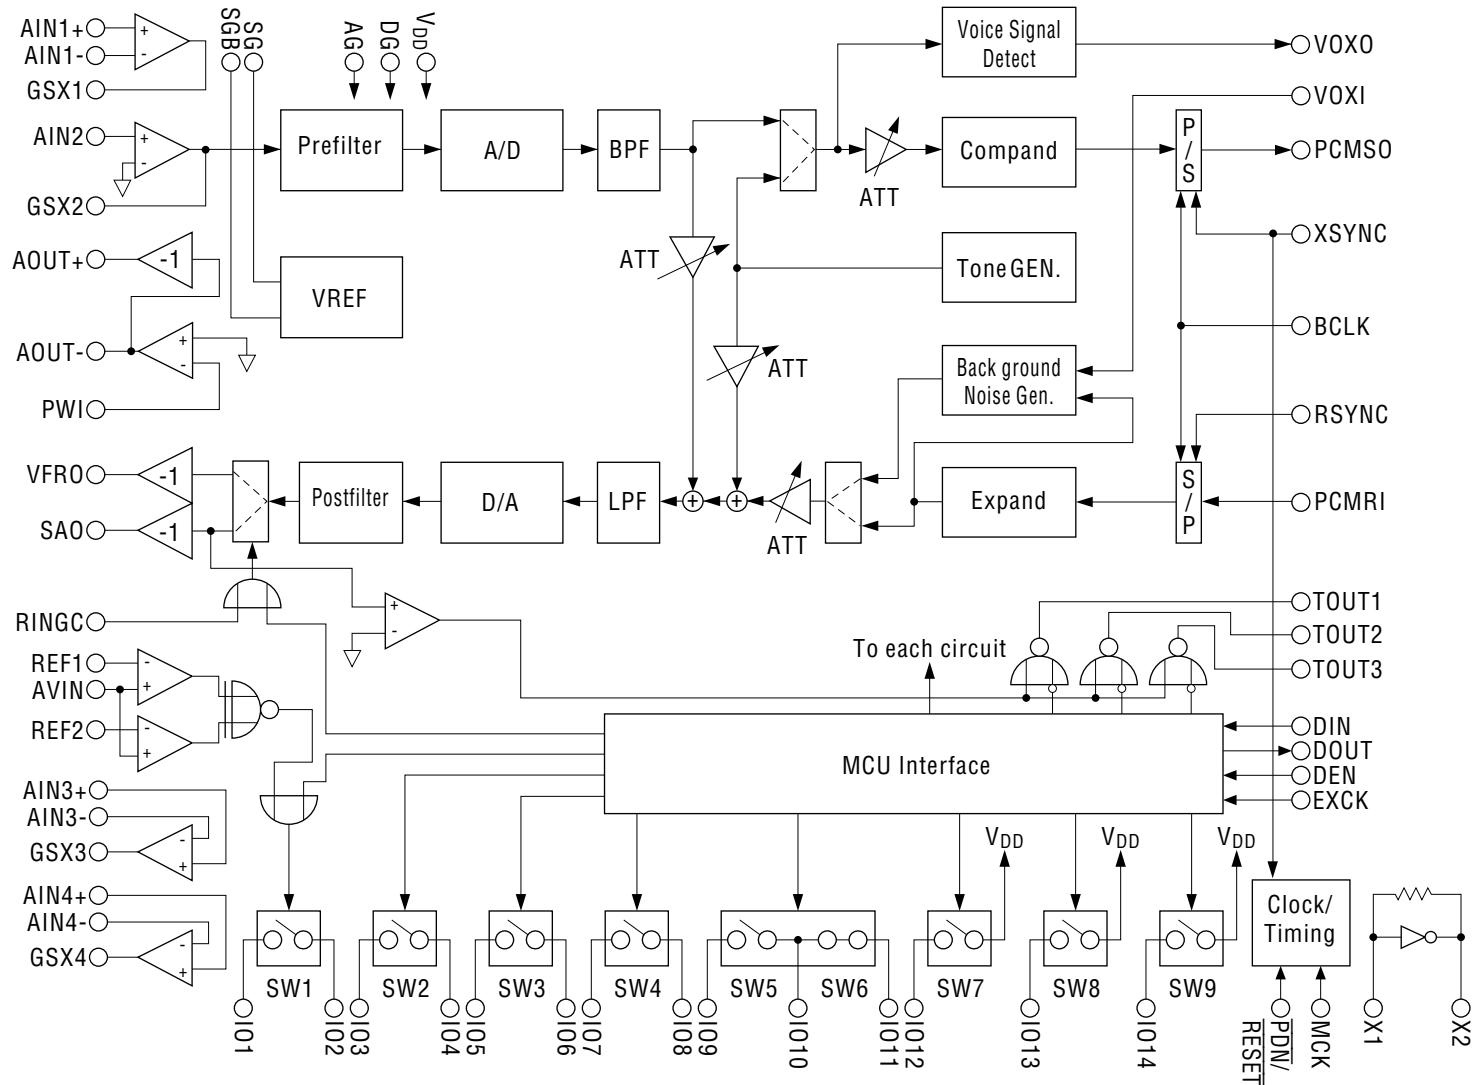 AIN1+
AIN1-
GSX1
AIN2
GSX2
AOUT+
AOUT-
PWI
VFRO
SAO
RINGC
REF1
AVIN
REF2
AIN3+
AIN3-
GSX3
AIN4+
AIN4-
GSX4
SGB
SG
AG
DG
VDD
+
-
+
-
-1
+
-
-1
-1
+
-
-
+
-
+
-
+
-
+
Prefilter
A/D
BPF
VREF
ATT
ATT
ATT
ATT
Voice Signal
Detect
Compand
Tone GEN.
Back ground
Noise Gen.
Expand
P/S
S/P
Postfilter
D/A
LPF
+
+
To each circuit
MCU Interface
VOXO
VOXI
PCMSO
XSYNC
BCLK
RSYNC
PCMRI
TOUT1
TOUT2
TOUT3
DIN
DOUT
DEN
EXCK
VDD
VDD
VDD
Clock/
Timing
SW1
SW2
SW3
SW4
SW5
SW6
SW7
SW8
SW9
IO1
IO2
IO3
IO4
IO5
IO6
IO7
IO8
IO9
IO10
IO11
IO12
IO13
IO14
PDN/
RESET
MCK
X1
X2